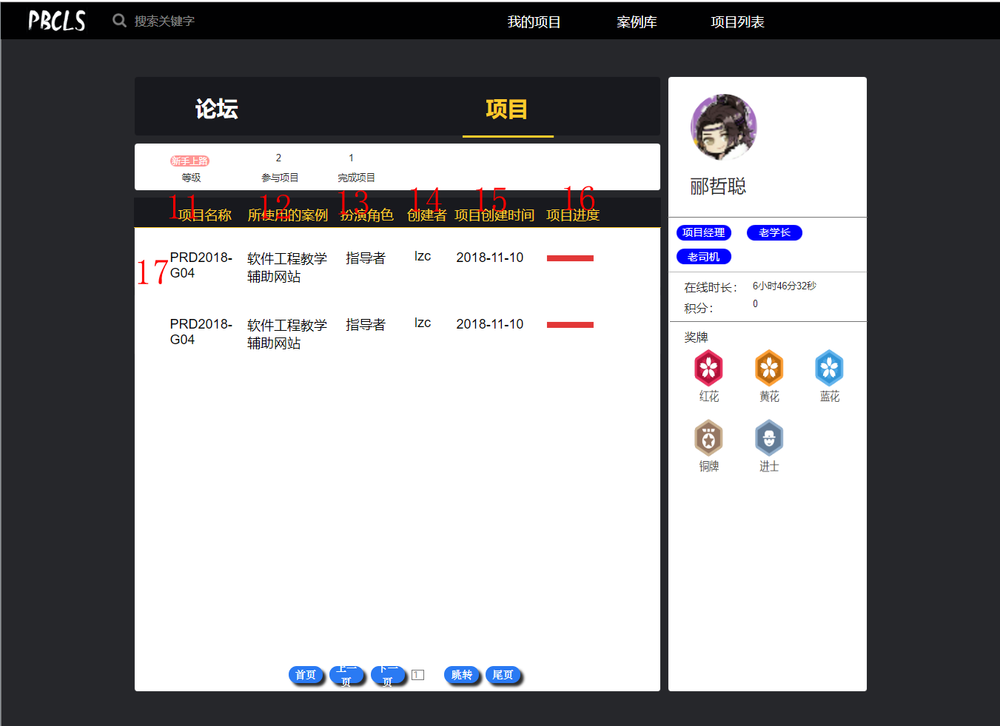 PBCLS 搜索关键字 我的项目 案例库 项目列表
论坛 项目
新手上路 2 1
等级 参与项目 完成项目
11 12 13 14 15 16
项目名称 所使用的案例 扮演角色 创建者 项目创建时间 项目进度
17
PRD2018- 软件工程教学 指导者 lzc 2018-11-10
G04 辅助网站
PRD2018- 软件工程教学 指导者 lzc 2018-11-10
G04 辅助网站
首页 上一页 下一页 1 跳转 尾页
郦哲聪
项目经理 老学长
老司机
在线时长： 6小时46分32秒
积分： 0
奖牌
红花 黄花 蓝花
铜牌 进士